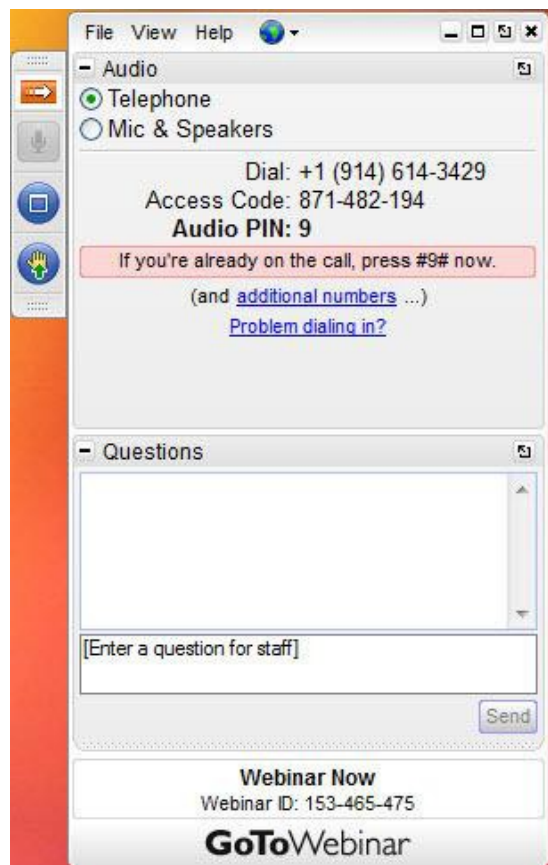 File View Help
Audio
Telephone
Mic & Speakers
Dial: +1 (914) 614-3429
Access Code: 871-482-194
Audio PIN: 9
If you're already on the call, press #9# now.
(and additional numbers ...)
Problem dialing in?
Questions
[Enter a question for staff]
Send
Webinar Now
Webinar ID: 153-465-475
GoToWebinar